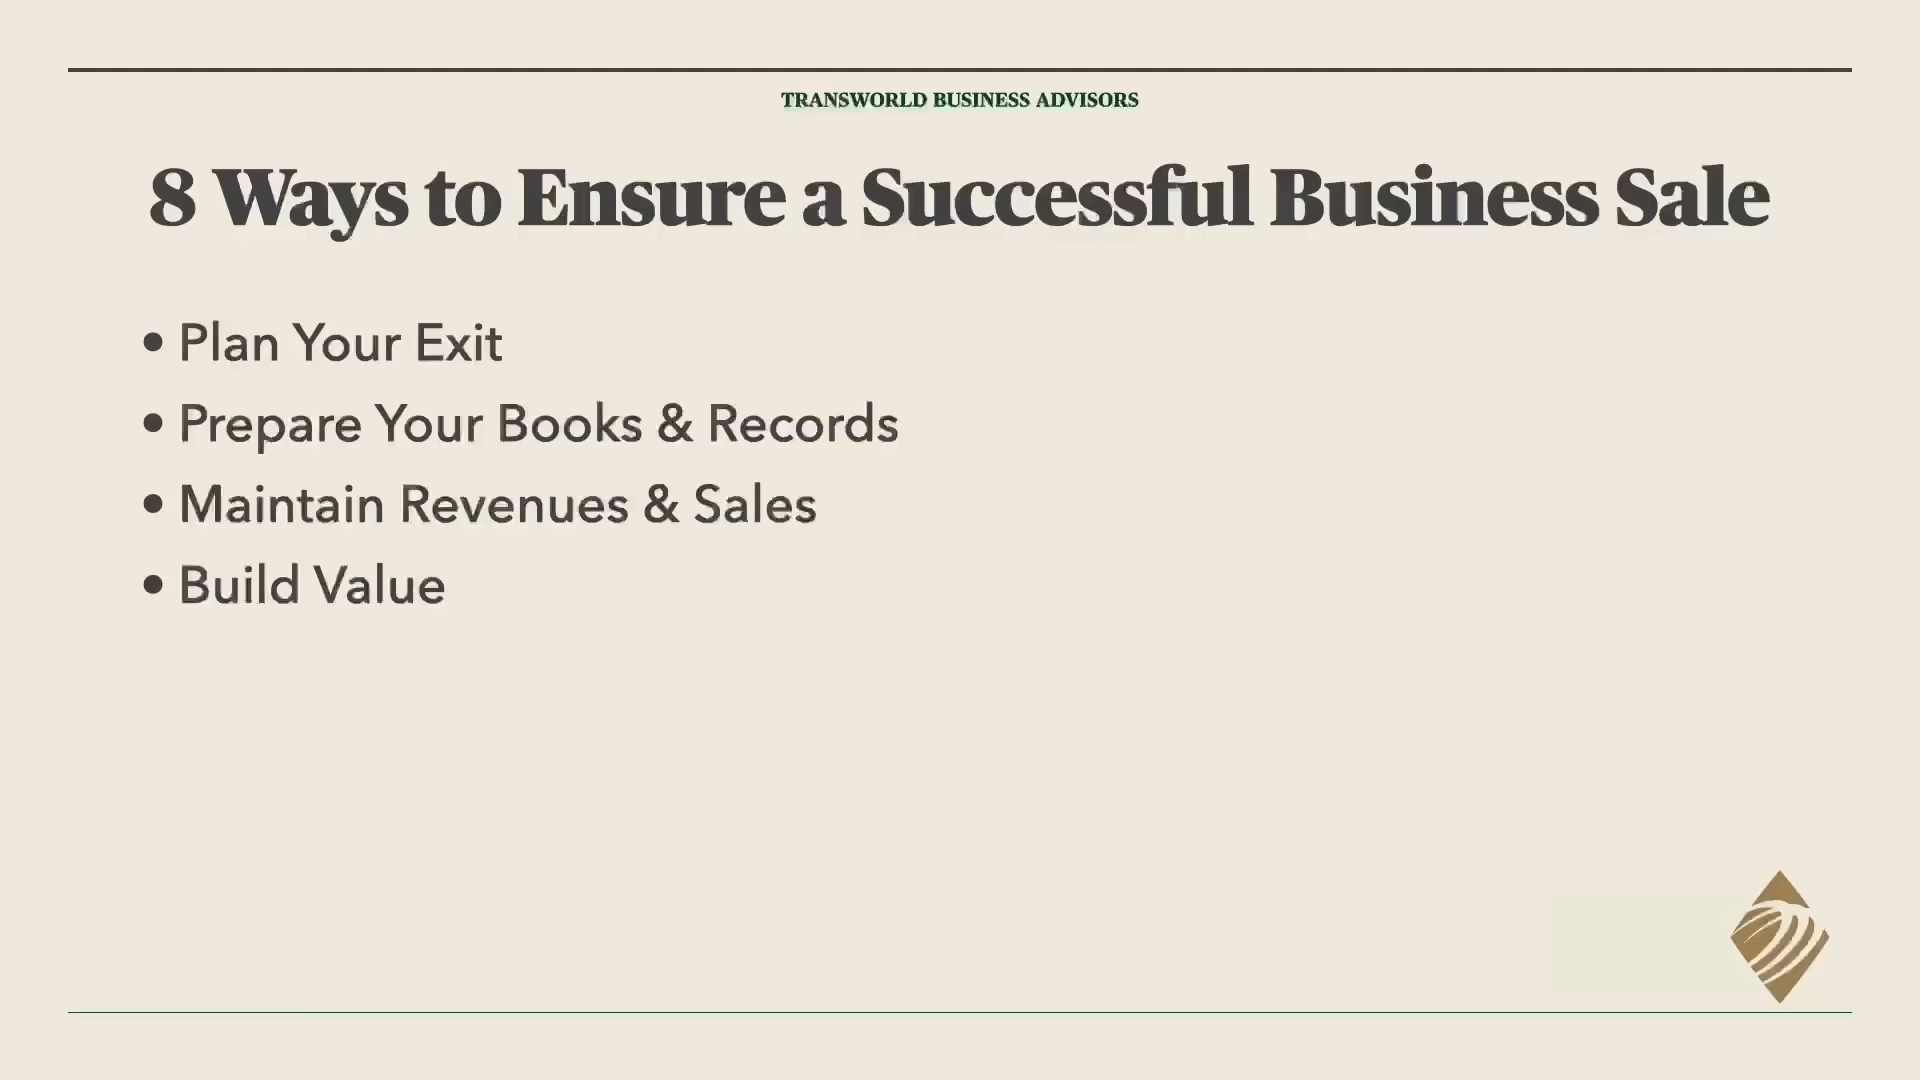 TRANSWORLD BUSINESS ADVISORS
8 Ways to Ensure a Successful Business Sale
• Plan Your Exit
• Prepare Your Books & Records
• Maintain Revenues & Sales
• Build Value